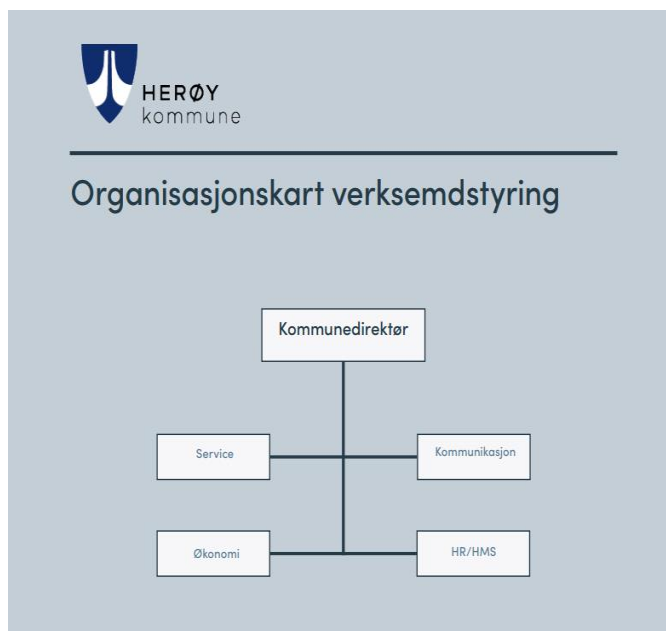 HERØY
kommune
Organisasjonskart verksemdstyring
Kommunedirektør
Service
Kommunikasjon
Økonomi
HR/HMS